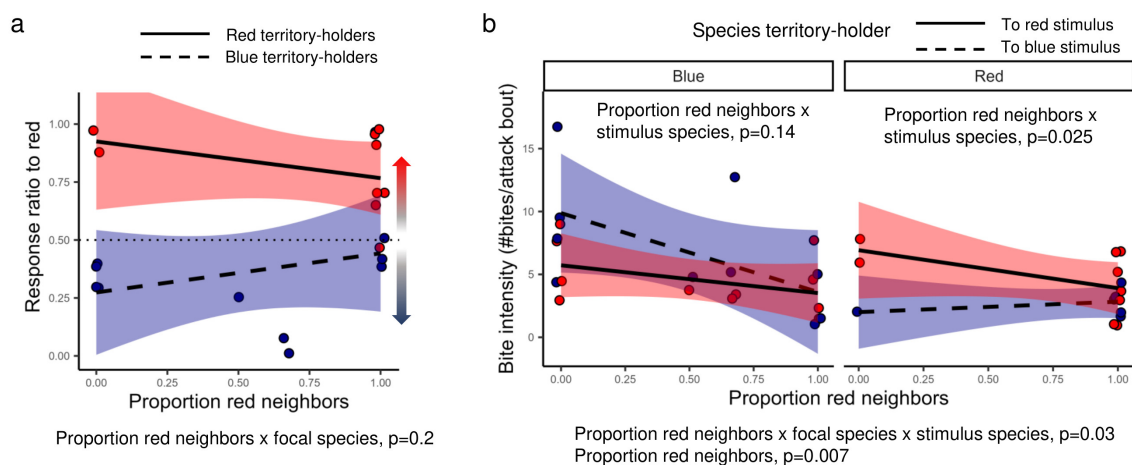 a
Red territory-holders
Blue territory-holders
Response ratio to red
1.00
0.75
0.50
0.25
0.00
0.00
0.25
0.50
0.75
1.00
Proportion red neighbors
Proportion red neighbors x focal species, p=0.2
b
Species territory-holder
To red stimulus
To blue stimulus
Blue
Red
Proportion red neighbors x
stimulus species, p=0.14
Proportion red neighbors x
stimulus species, p=0.025
Bite intensity (#bites/attack bout)
15
10
5
0
0.00
0.25
0.50
0.75
1.00
0.00
0.25
0.50
0.75
1.00
Proportion red neighbors
Proportion red neighbors x focal species x stimulus species, p=0.03
Proportion red neighbors, p=0.007